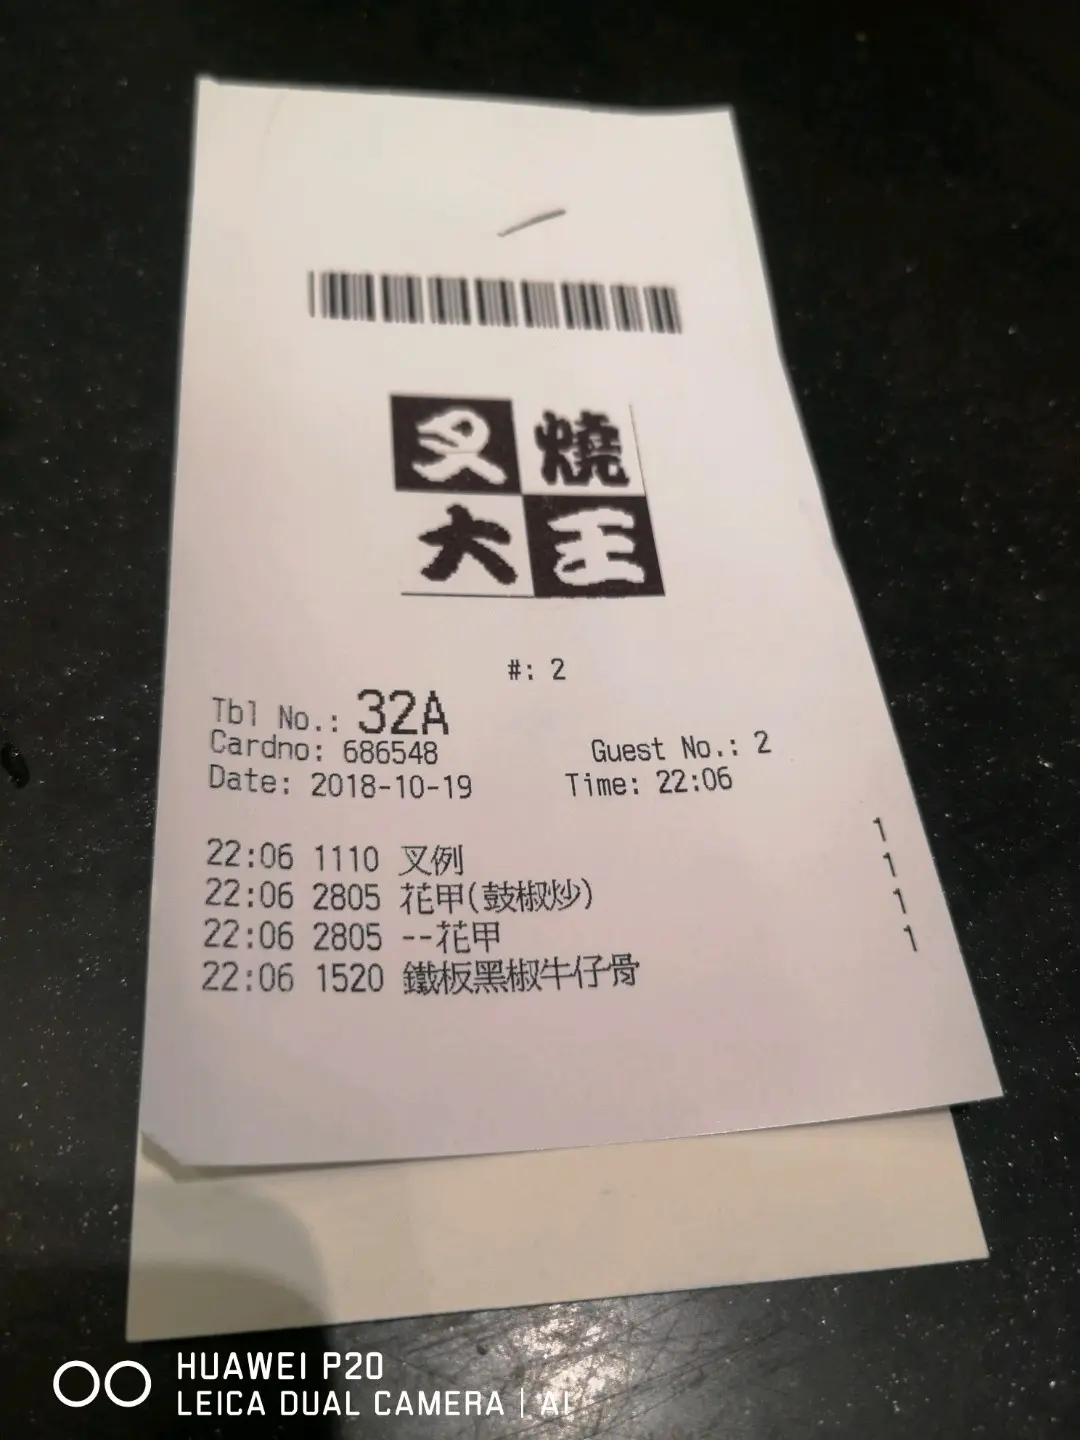 叉燒
大王
#: 2
Tbl No.: 32A
Cardno: 686548 Guest No.: 2
Date: 2018-10-19 Time: 22:06
22:06 1110 叉例 1
22:06 2805 花甲(鼓椒炒) 1
22:06 2805 --花甲 1
22:06 1520 鐵板黑椒牛仔骨 1
HUAWEI P20
LEICA DUAL CAMERA | AI